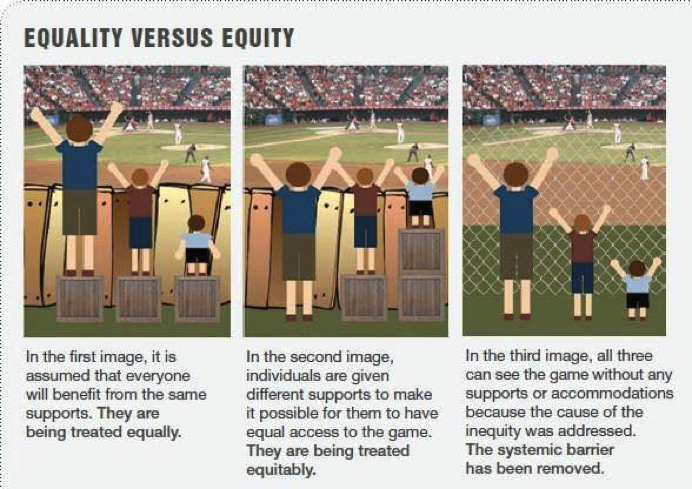 EQUALITY VERSUS EQUITY
In the first image, it is
assumed that everyone
will benefit from the same
supports. They are
being treated equally.
In the second image,
individuals are given
different supports to make
it possible for them to have
equal access to the game.
They are being treated
equitably.
In the third image, all three
can see the game without any
supports or accommodations
because the cause of the
inequity was addressed.
The systemic barrier
has been removed.